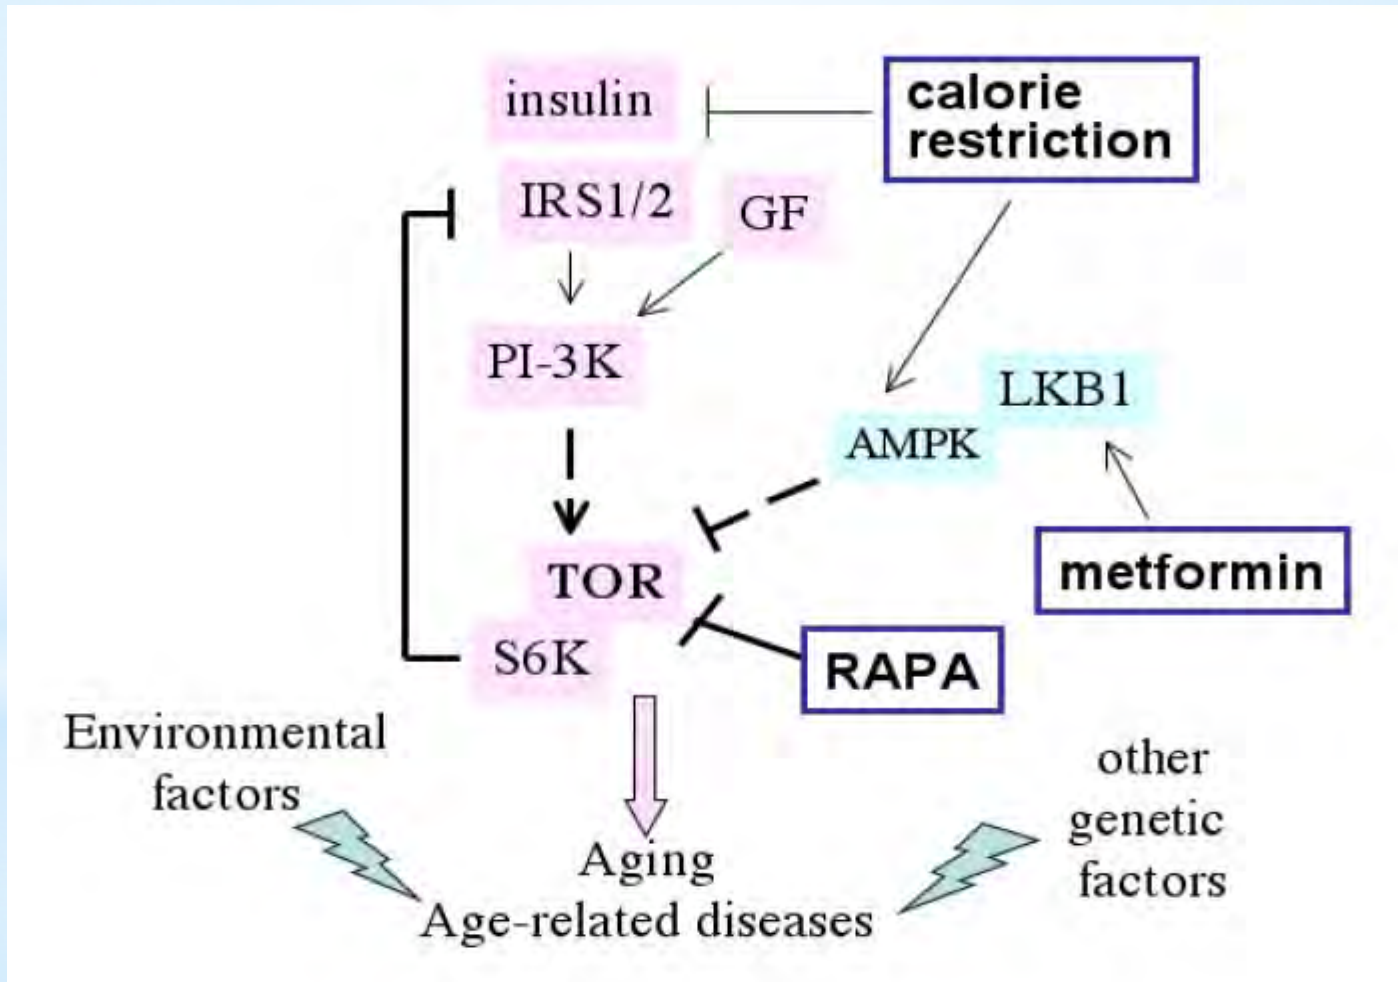 insulin
calorie
restriction
IRS1/2
GF
PI-3K
LKB1
AMPK
TOR
metformin
S6K
RAPA
Environmental
factors
other
genetic
factors
Aging
Age-related diseases